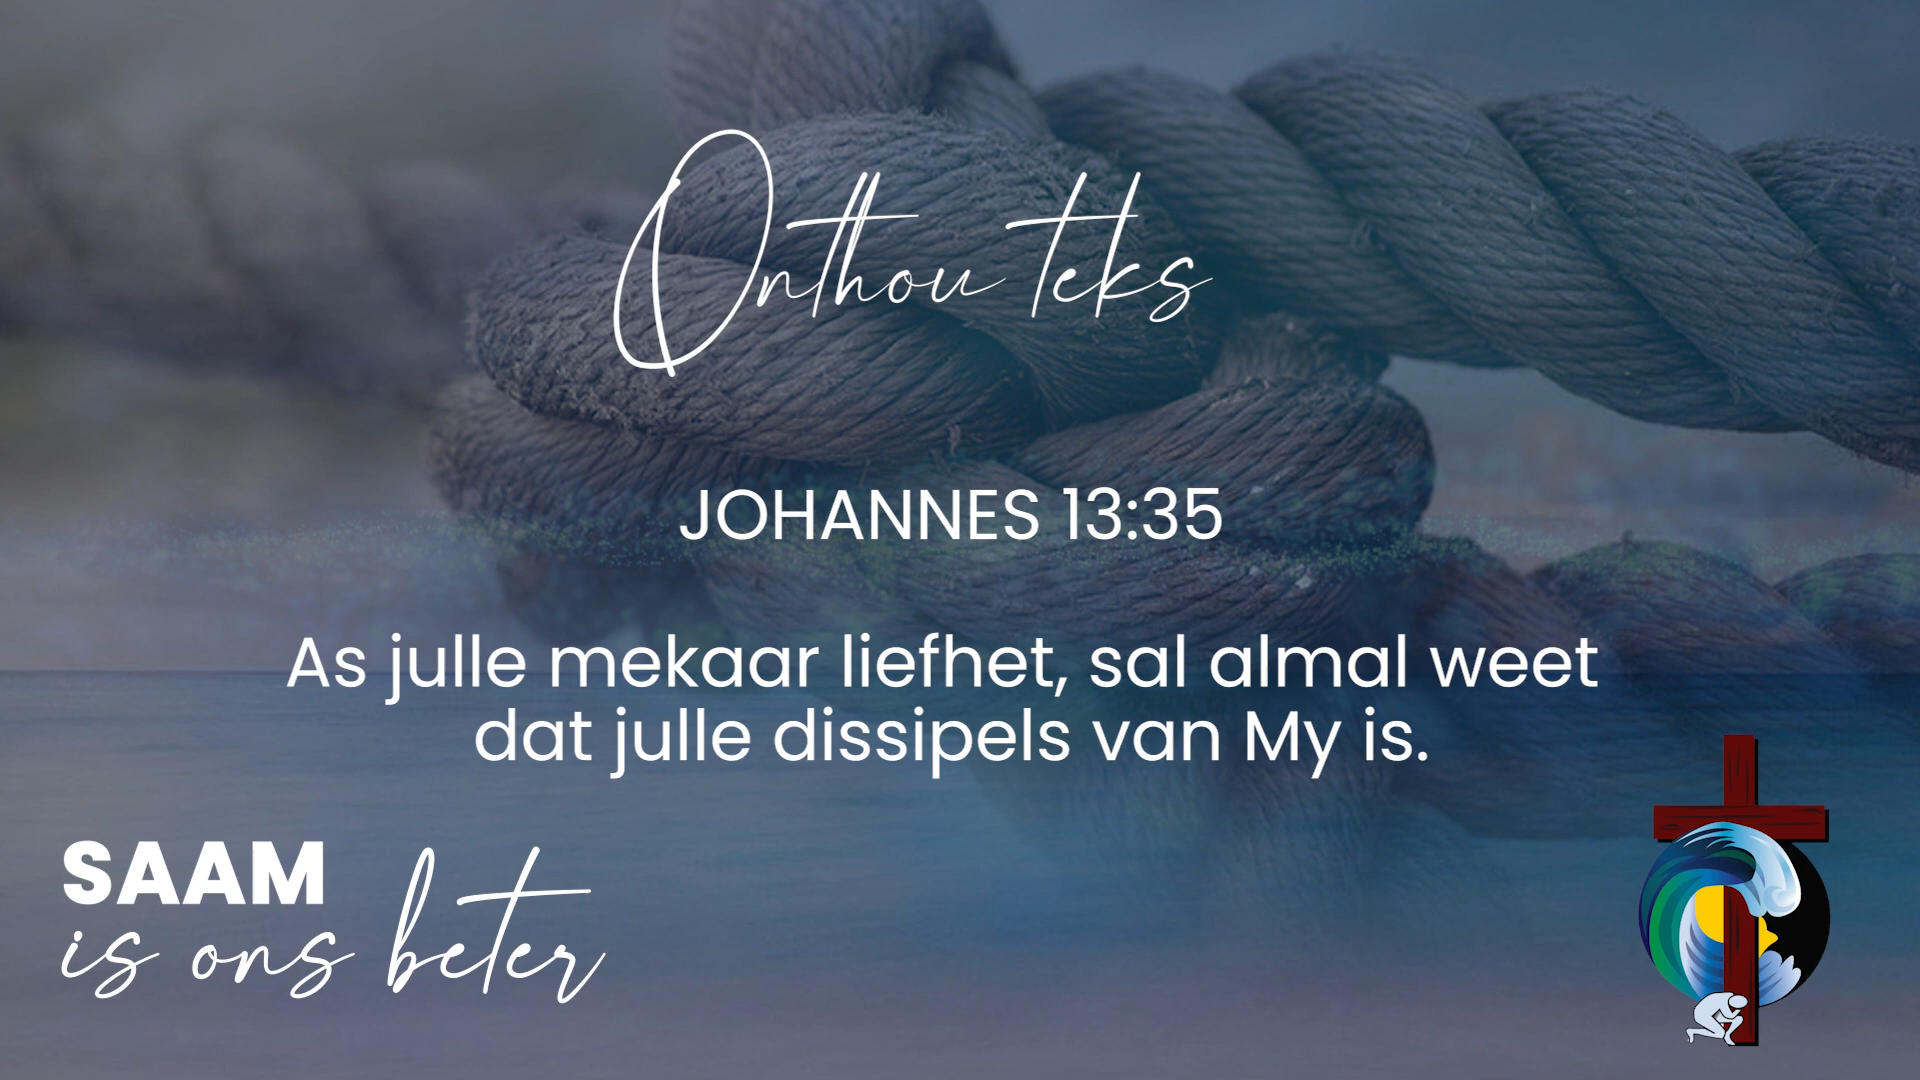 Onthou teks
JOHANNES 13:35
As julle mekaar liefhet, sal almal weet
dat julle dissipels van My is.
SAAM
is ons beter